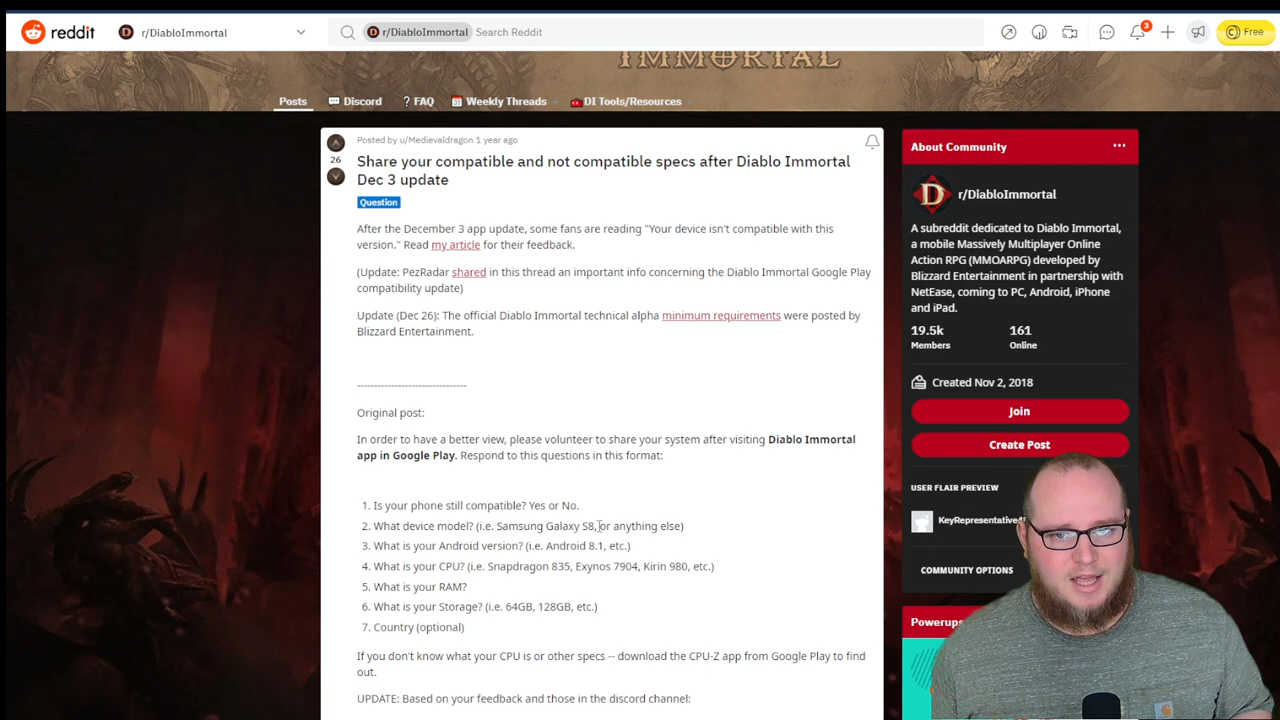 reddit
r/DiabloImmortal
r/DiabloImmortal
Search Reddit
3
Free
IMMORTAL
Posts
Discord
? FAQ
Weekly Threads
DI Tools/Resources
Posted by u/Medievaldragon 1 year ago
26
Share your compatible and not compatible specs after Diablo Immortal
Dec 3 update
Question
After the December 3 app update, some fans are reading "Your device isn't compatible with this
version." Read my article for their feedback.
(Update: PezRadar shared in this thread an important info concerning the Diablo Immortal Google Play
compatibility update)
Update (Dec 26): The official Diablo Immortal technical alpha minimum requirements were posted by
Blizzard Entertainment.
--------------------------------
Original post:
In order to have a better view, please volunteer to share your system after visiting Diablo Immortal
app in Google Play. Respond to this questions in this format:
1. Is your phone still compatible? Yes or No.
2. What device model? (i.e. Samsung Galaxy S8, or anything else)
3. What is your Android version? (i.e. Android 8.1, etc.)
4. What is your CPU? (i.e. Snapdragon 835, Exynos 7904, Kirin 980, etc.)
5. What is your RAM?
6. What is your Storage? (i.e. 64GB, 128GB, etc.)
7. Country (optional)
If you don't know what your CPU is or other specs -- download the CPU-Z app from Google Play to find
out.
UPDATE: Based on your feedback and those in the discord channel:
About Community
r/DiabloImmortal
A subreddit dedicated to Diablo Immortal,
a mobile Massively Multiplayer Online
Action RPG (MMOARPG) developed by
Blizzard Entertainment in partnership with
NetEase, coming to PC, Android, iPhone
and iPad.
19.5k
Members
161
Online
Created Nov 2, 2018
Join
Create Post
USER FLAIR PREVIEW
COMMUNITY OPTIONS